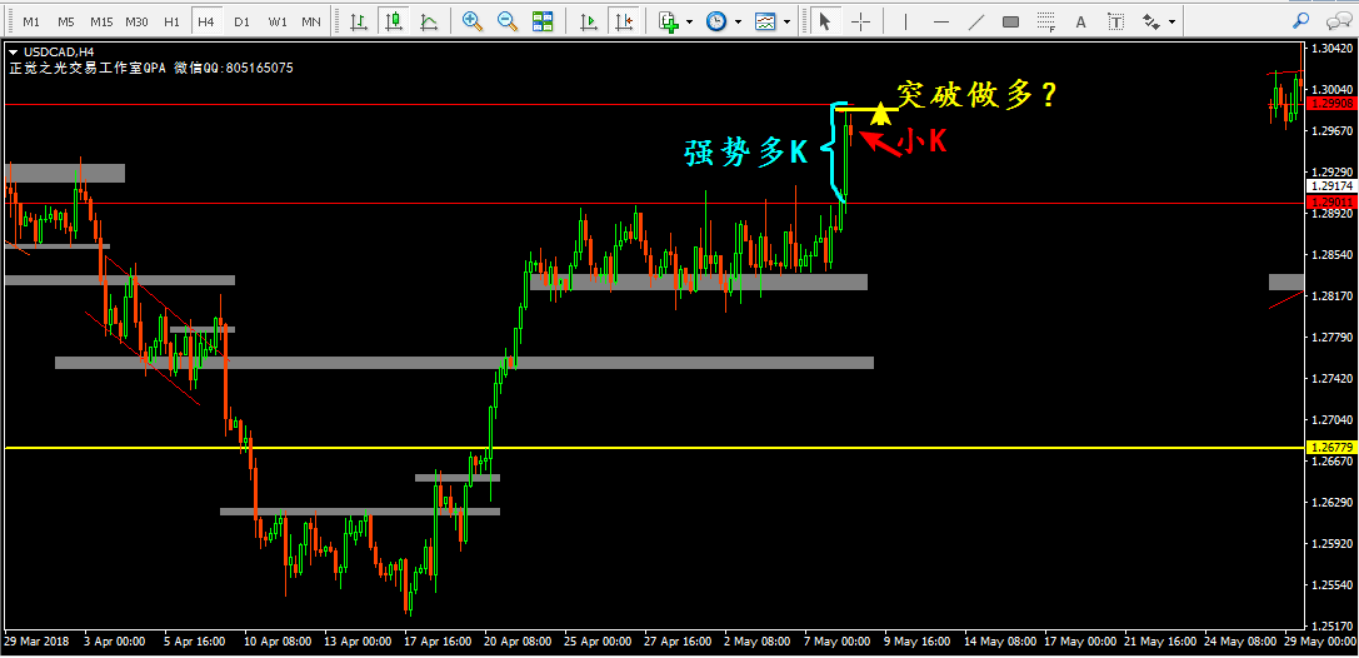 M1 M5 M15 M30 H1 H4 D1 W1 MN
F A T
USDCAD,H4
正觉之光交易工作室QPA 微信QQ:805165075
突破做多？
强势多K
小K
1.30420
1.30040
1.29908
1.29670
1.29290
1.29174
1.29011
1.28920
1.28540
1.28170
1.27790
1.27420
1.27040
1.26779
1.26670
1.26290
1.25920
1.25540
1.25170
29 Mar 2018 3 Apr 00:00 5 Apr 16:00 10 Apr 08:00 13 Apr 00:00 17 Apr 16:00 20 Apr 08:00 25 Apr 00:00 27 Apr 16:00 2 May 08:00 7 May 00:00 9 May 16:00 14 May 08:00 17 May 00:00 21 May 16:00 24 May 08:00 29 May 00:00